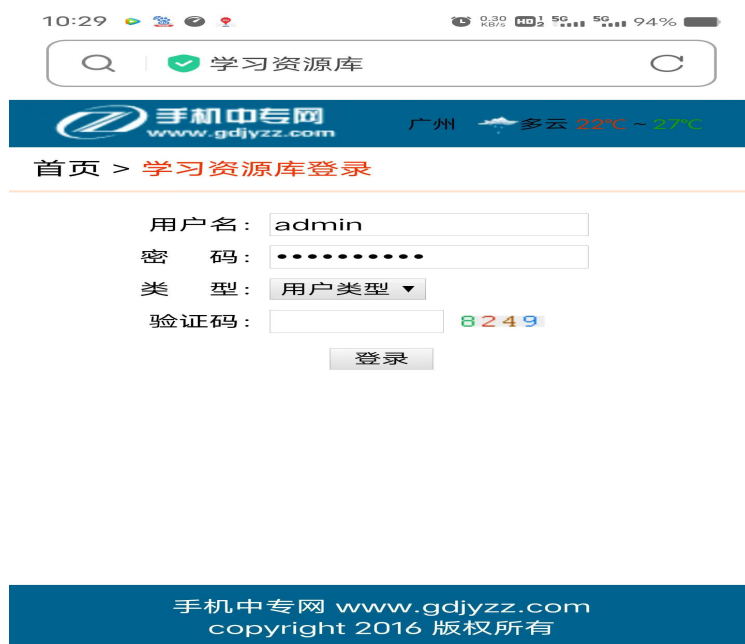 10:29 0.30 KB/s HD 1 2 5G 5G 94%
学习资源库
手机中专网
www.gdjyzz.com
广州 多云 22℃ ~ 27℃
首页 > 学习资源库登录
用户名: admin
密 码: ••••••••••
类 型: 用户类型 ▼
验证码: 8249
登录
手机中专网 www.gdjyzz.com
copyright 2016 版权所有